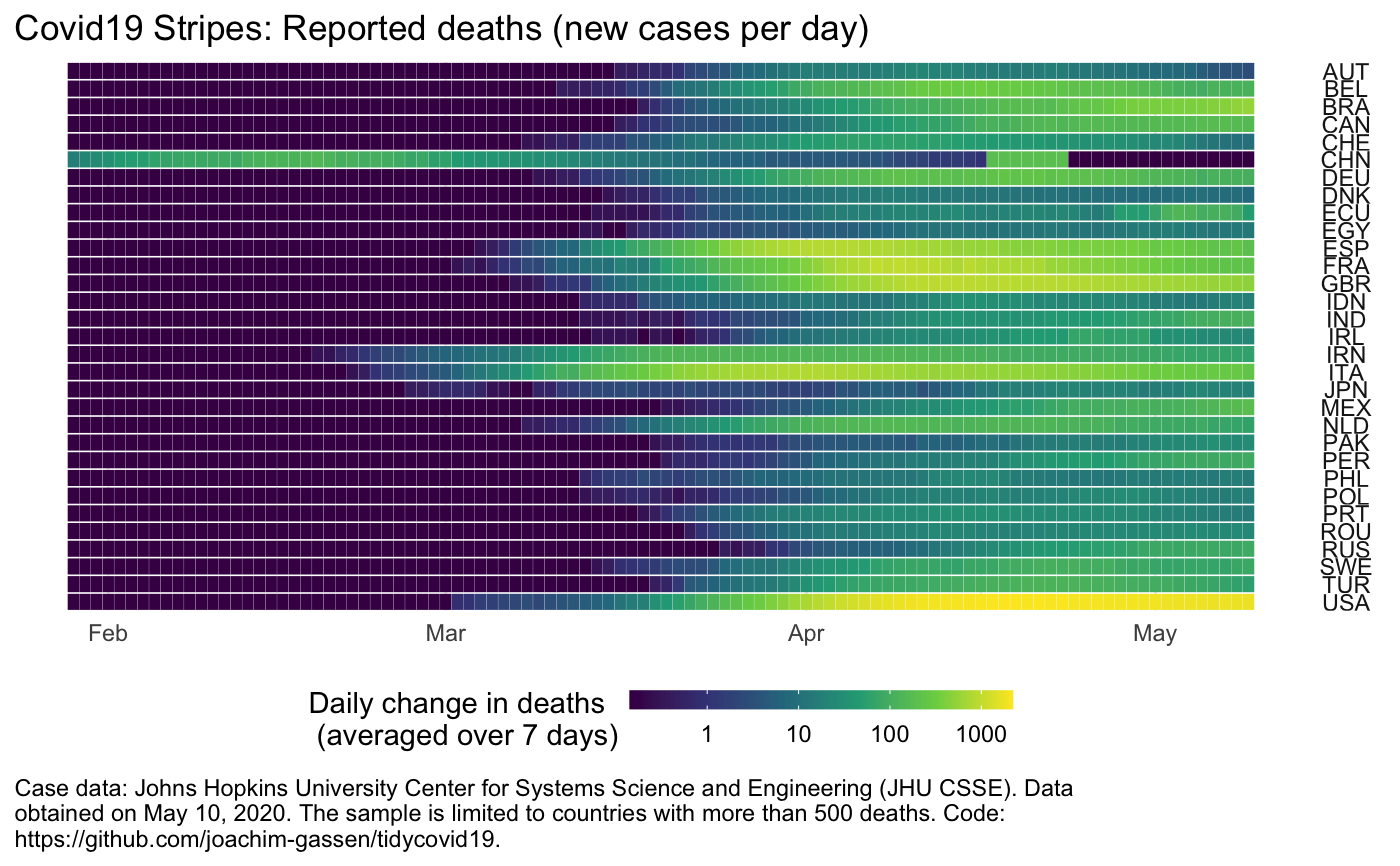 Covid19 Stripes: Reported deaths (new cases per day)
AUT
BEL
BRA
CAN
CHE
CHN
DEU
DNK
ECU
EGY
ESP
FRA
GBR
IDN
IND
IRL
IRN
ITA
JPN
MEX
NLD
PAK
PER
PHL
POL
PRT
ROU
RUS
SWE
TUR
USA
Feb Mar Apr May
Daily change in deaths
(averaged over 7 days)
1 10 100 1000
Case data: Johns Hopkins University Center for Systems Science and Engineering (JHU CSSE). Data
obtained on May 10, 2020. The sample is limited to countries with more than 500 deaths. Code:
https://github.com/joachim-gassen/tidycovid19.